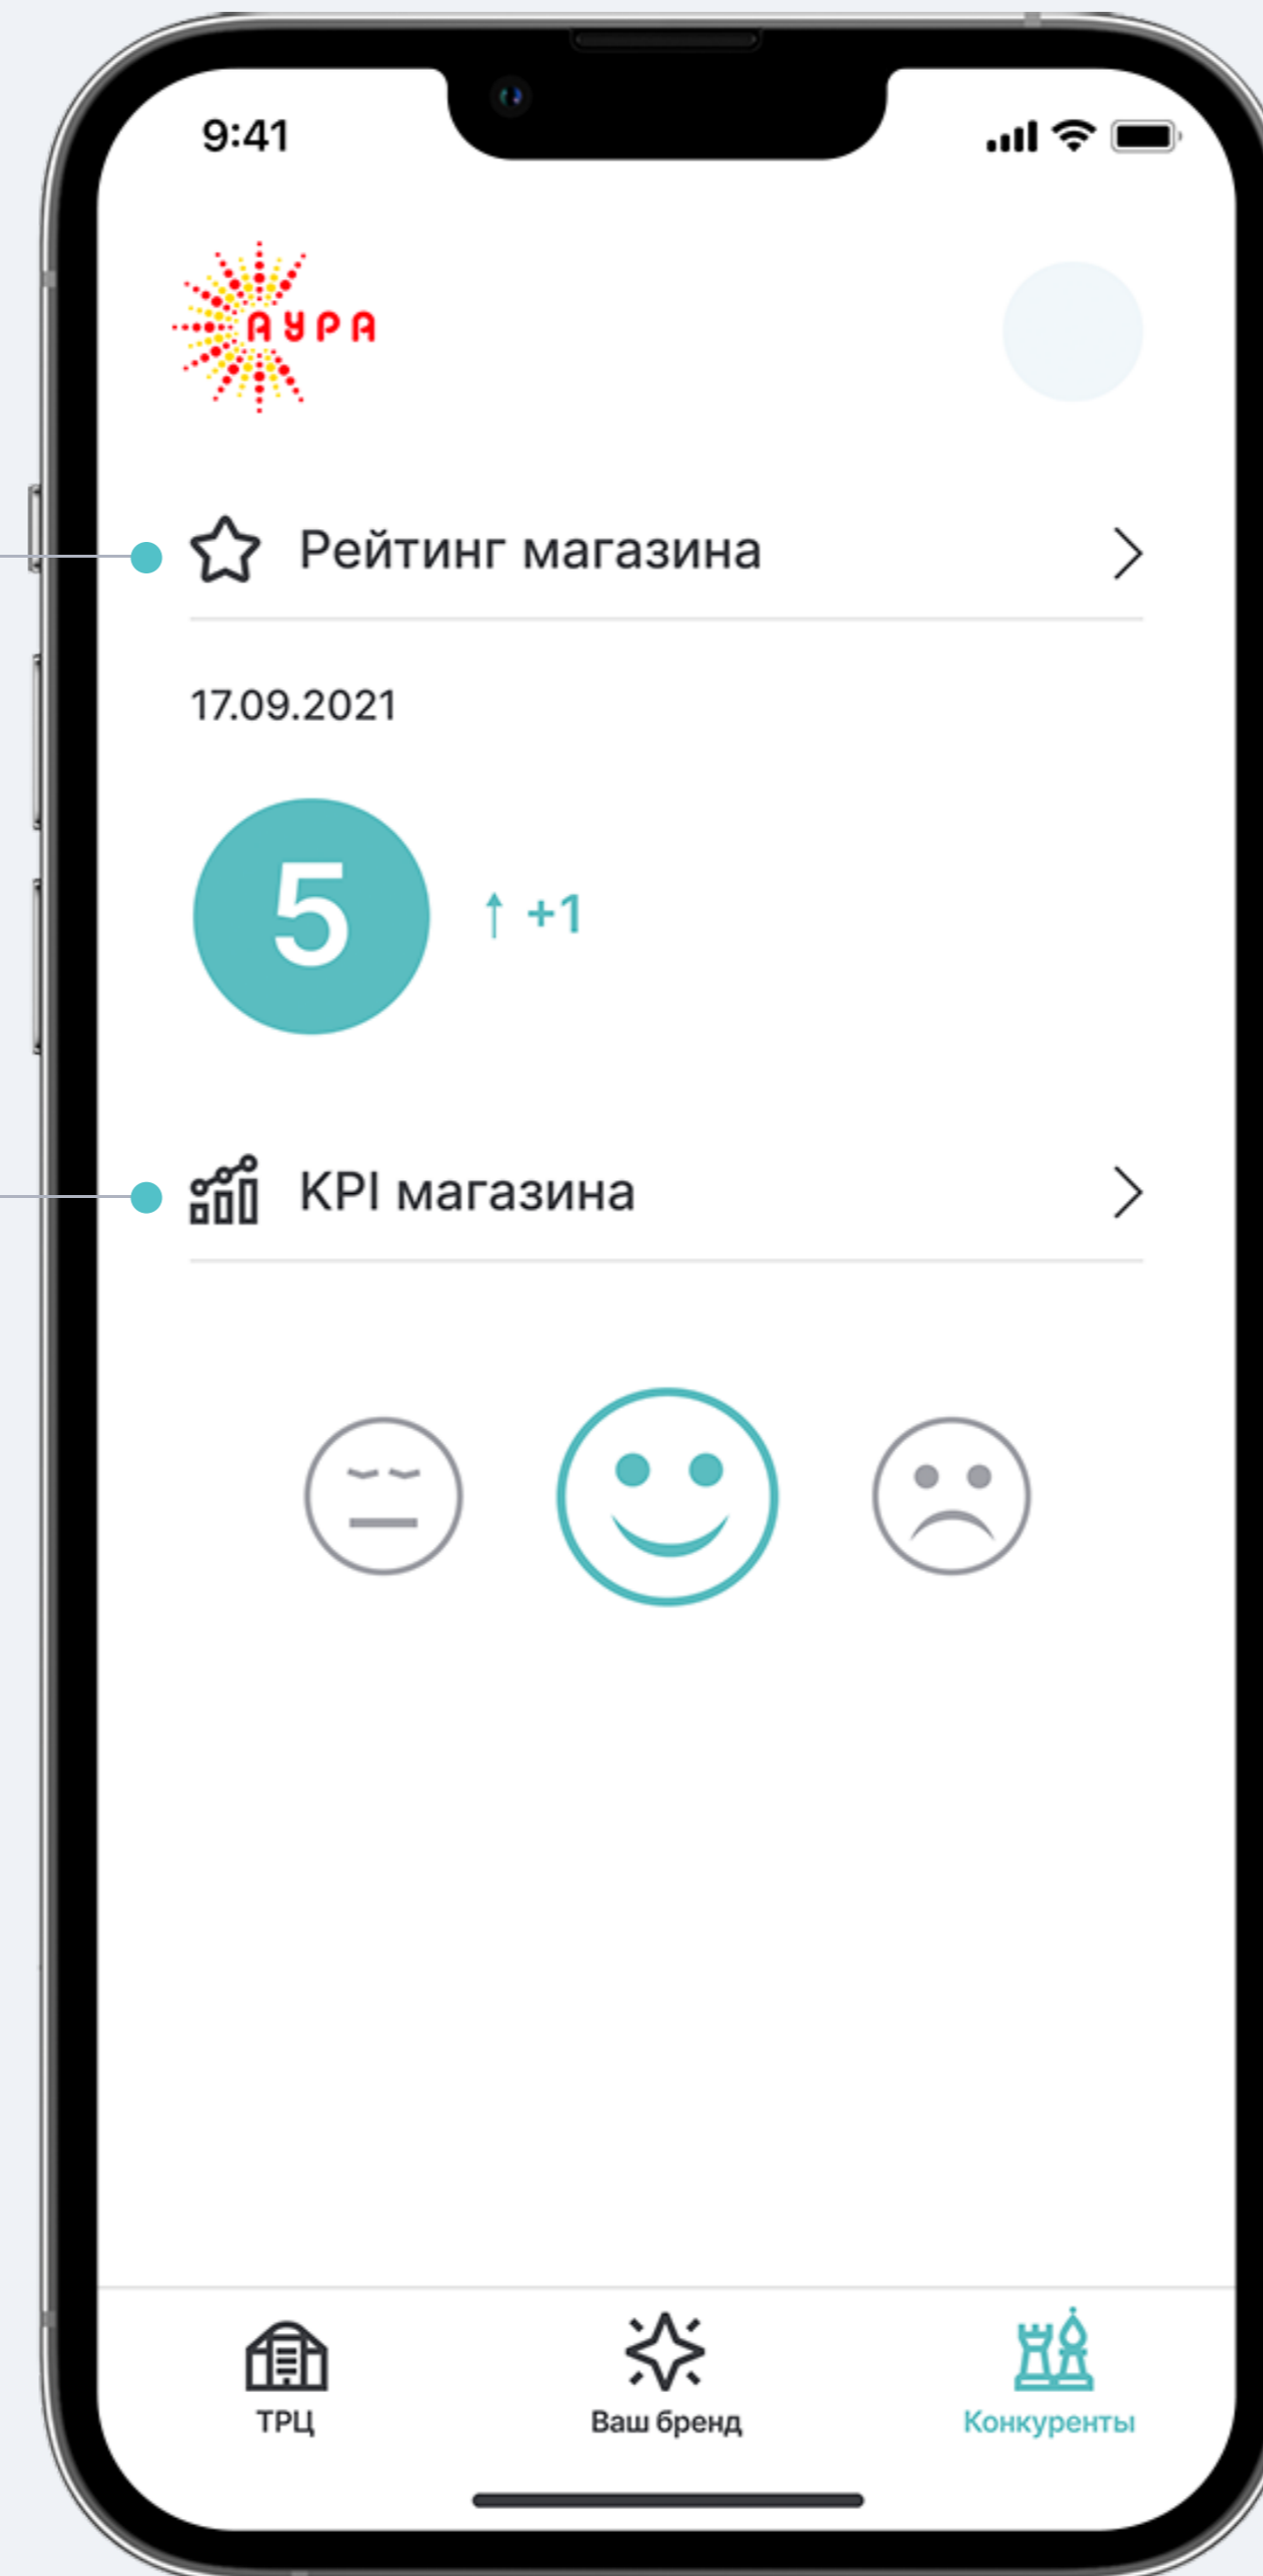 9:41
АУРА
Рейтинг магазина
17.09.2021
5
↑ +1
KPI магазина
ТРЦ
Ваш бренд
Конкуренты